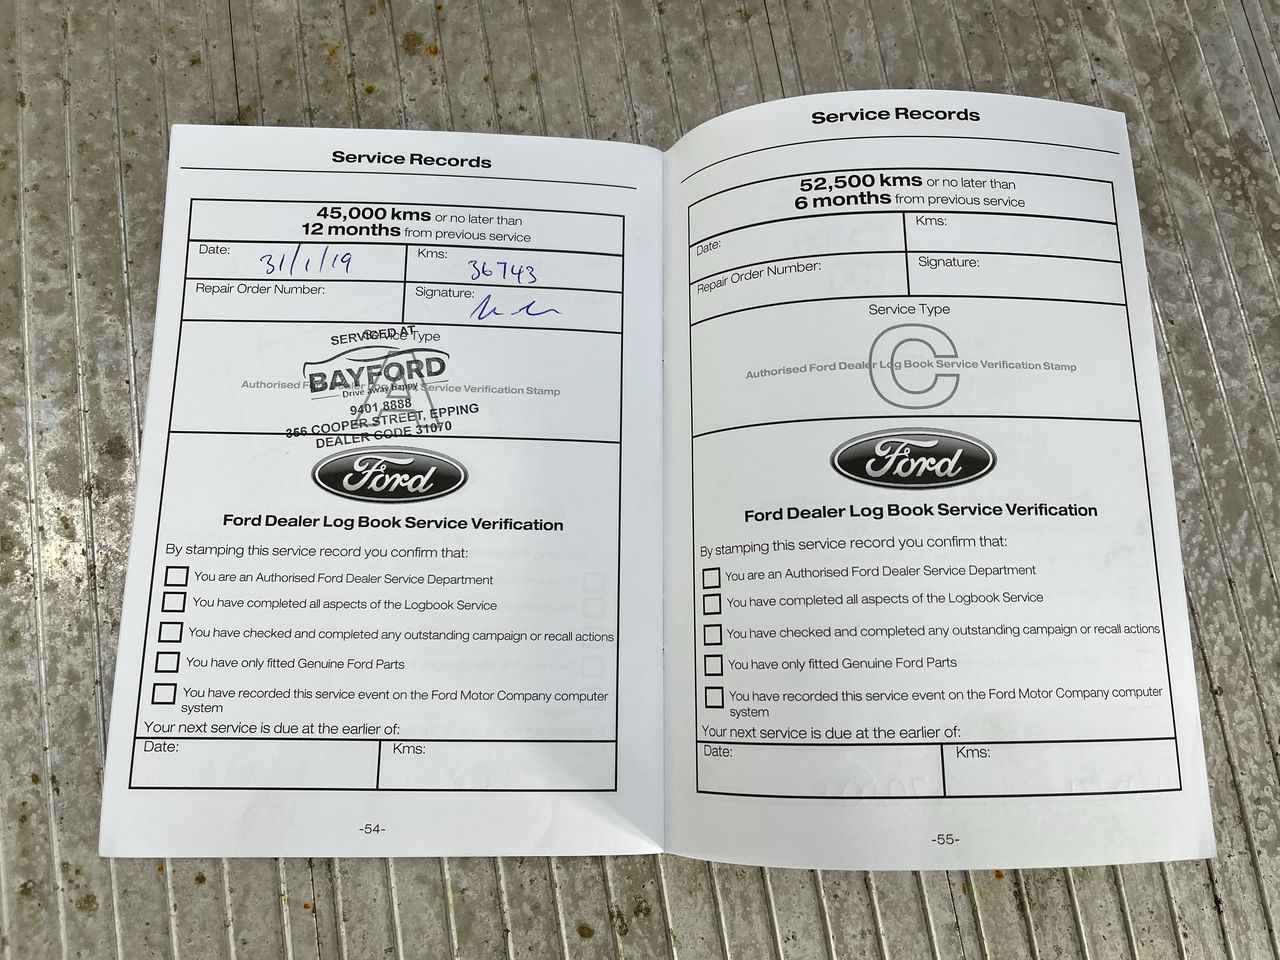 Service Records
45,000 kms or no later than
12 months from previous service
Date: 31/1/19 Kms: 36743
Repair Order Number: Signature:
Service Type
SERVICED AT
BAYFORD
Drive away happy
A
Authorised Ford Dealer Log Book Service Verification Stamp
9401 8888
356 COOPER STREET, EPPING
DEALER CODE 31070
Ford
Ford Dealer Log Book Service Verification
By stamping this service record you confirm that:
You are an Authorised Ford Dealer Service Department
You have completed all aspects of the Logbook Service
You have checked and completed any outstanding campaign or recall actions
You have only fitted Genuine Ford Parts
You have recorded this service event on the Ford Motor Company computer
system
Your next service is due at the earlier of:
Date: Kms:
-54-
Service Records
52,500 kms or no later than
6 months from previous service
Date: Kms:
Repair Order Number: Signature:
Service Type
C
Authorised Ford Dealer Log Book Service Verification Stamp
Ford
Ford Dealer Log Book Service Verification
By stamping this service record you confirm that:
You are an Authorised Ford Dealer Service Department
You have completed all aspects of the Logbook Service
You have checked and completed any outstanding campaign or recall actions
You have only fitted Genuine Ford Parts
You have recorded this service event on the Ford Motor Company computer
system
Your next service is due at the earlier of:
Date: Kms:
-55-